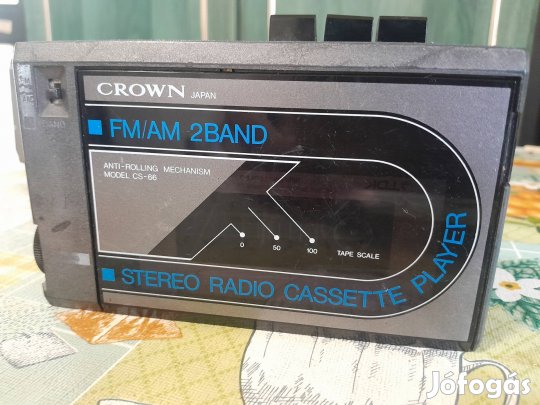 CROWN JAPAN
FM/AM 2BAND
ANTI-ROLLING MECHANISM
MODEL CS-66
TDK
0 50 100 TAPE SCALE
STEREO RADIO CASSETTE PLAYER
Jófogás